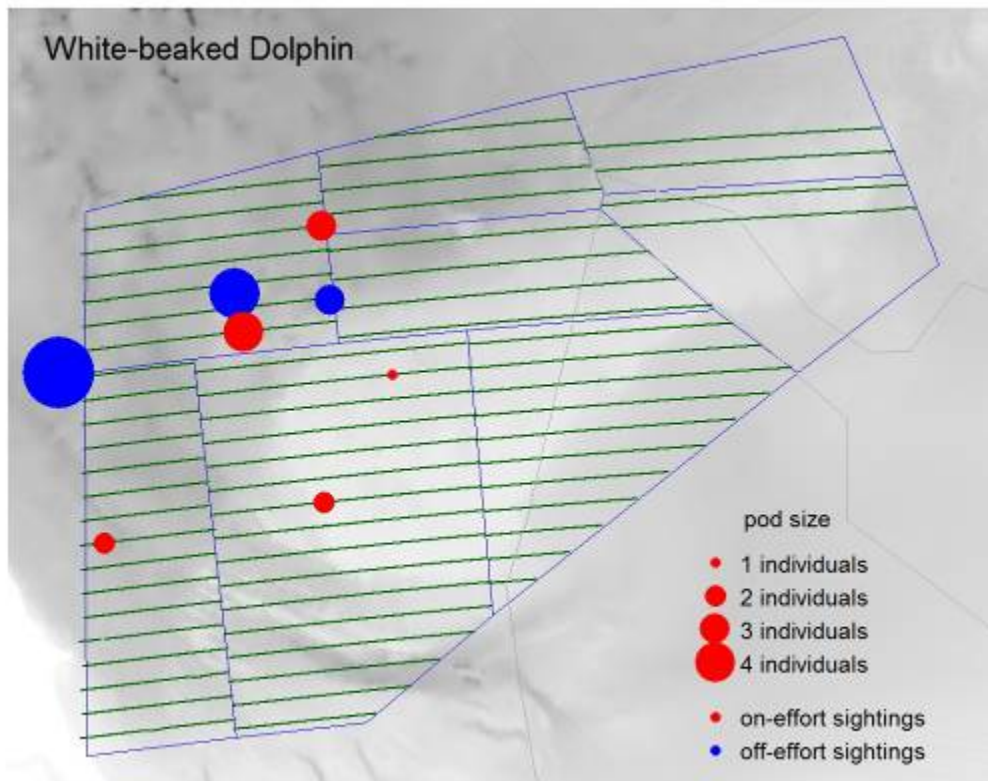 White-beaked Dolphin
pod size
1 individuals
2 individuals
3 individuals
4 individuals
on-effort sightings
off-effort sightings